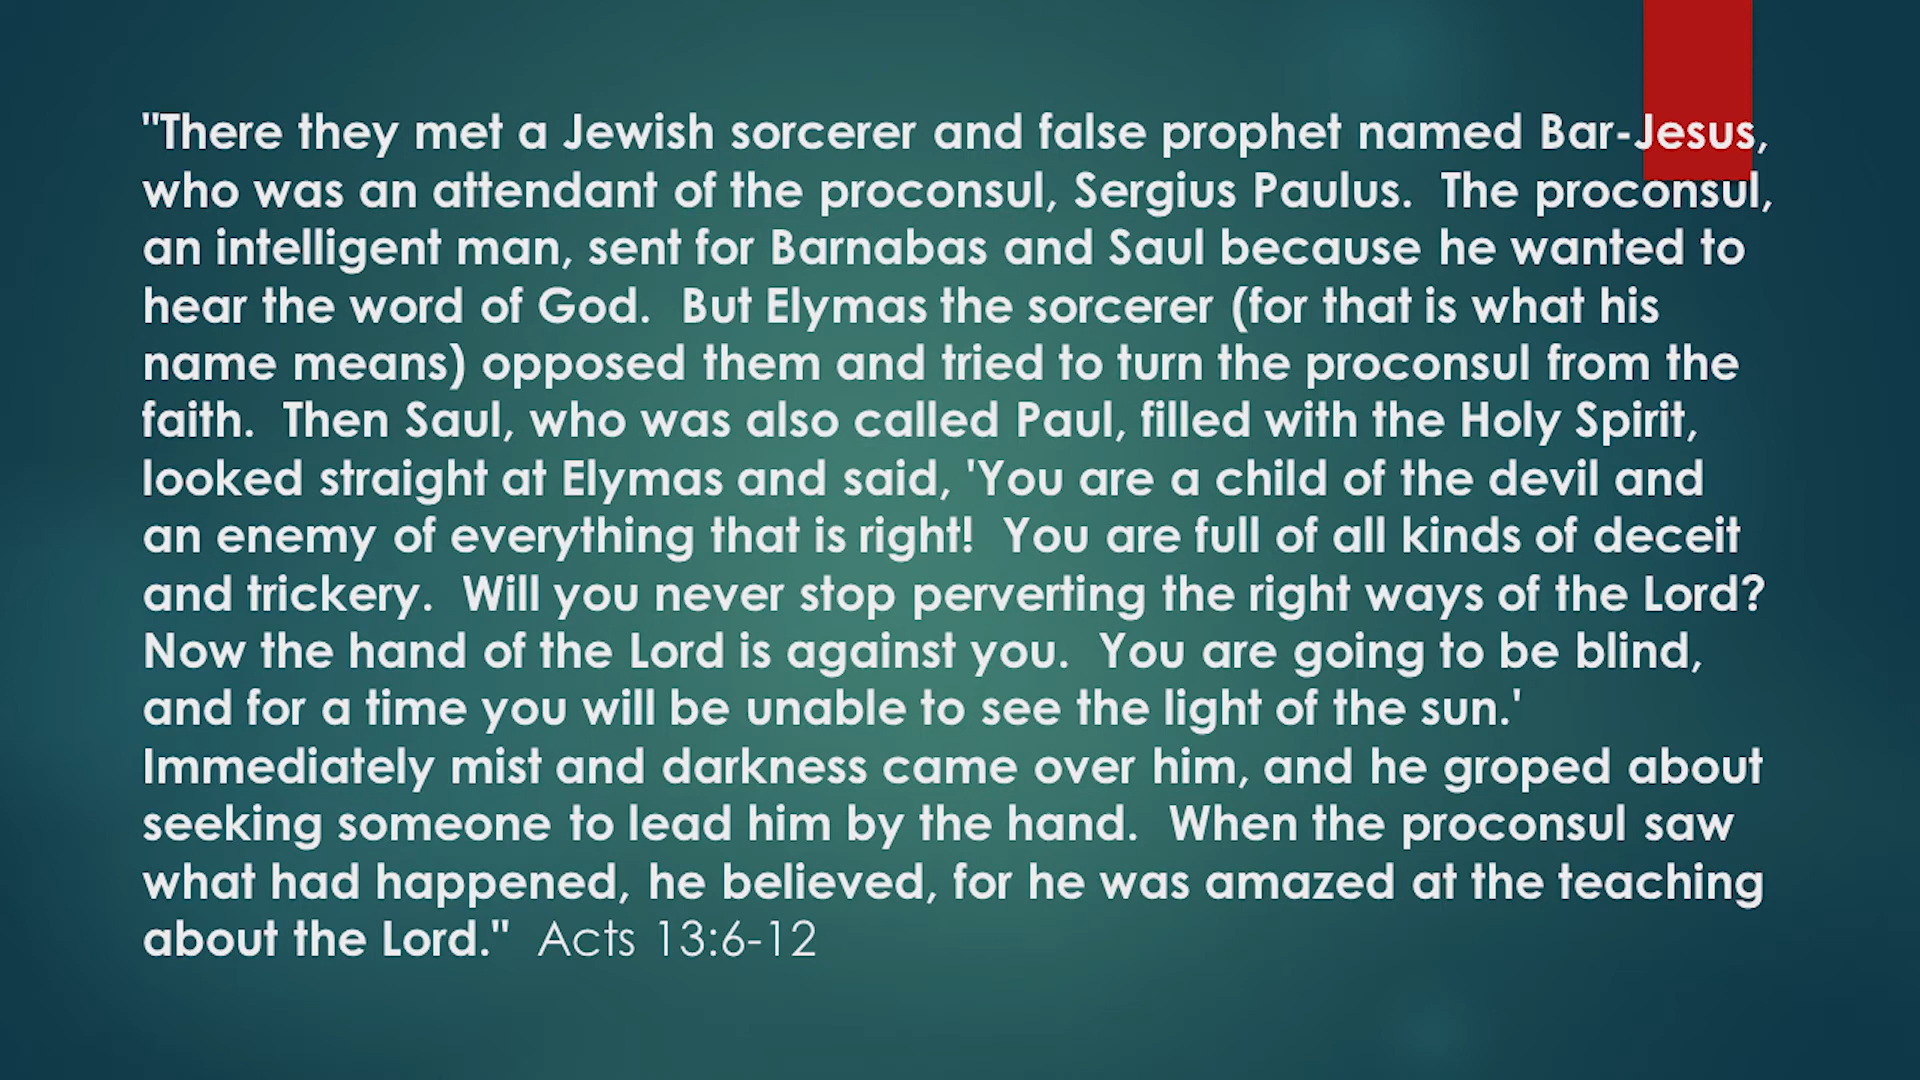 "There they met a Jewish sorcerer and false prophet named Bar-Jesus,
who was an attendant of the proconsul, Sergius Paulus.  The proconsul,
an intelligent man, sent for Barnabas and Saul because he wanted to
hear the word of God.  But Elymas the sorcerer (for that is what his
name means) opposed them and tried to turn the proconsul from the
faith.  Then Saul, who was also called Paul, filled with the Holy Spirit,
looked straight at Elymas and said, 'You are a child of the devil and
an enemy of everything that is right!  You are full of all kinds of deceit
and trickery.  Will you never stop perverting the right ways of the Lord?
Now the hand of the Lord is against you.  You are going to be blind,
and for a time you will be unable to see the light of the sun.'
Immediately mist and darkness came over him, and he groped about
seeking someone to lead him by the hand.  When the proconsul saw
what had happened, he believed, for he was amazed at the teaching
about the Lord."  Acts 13:6-12